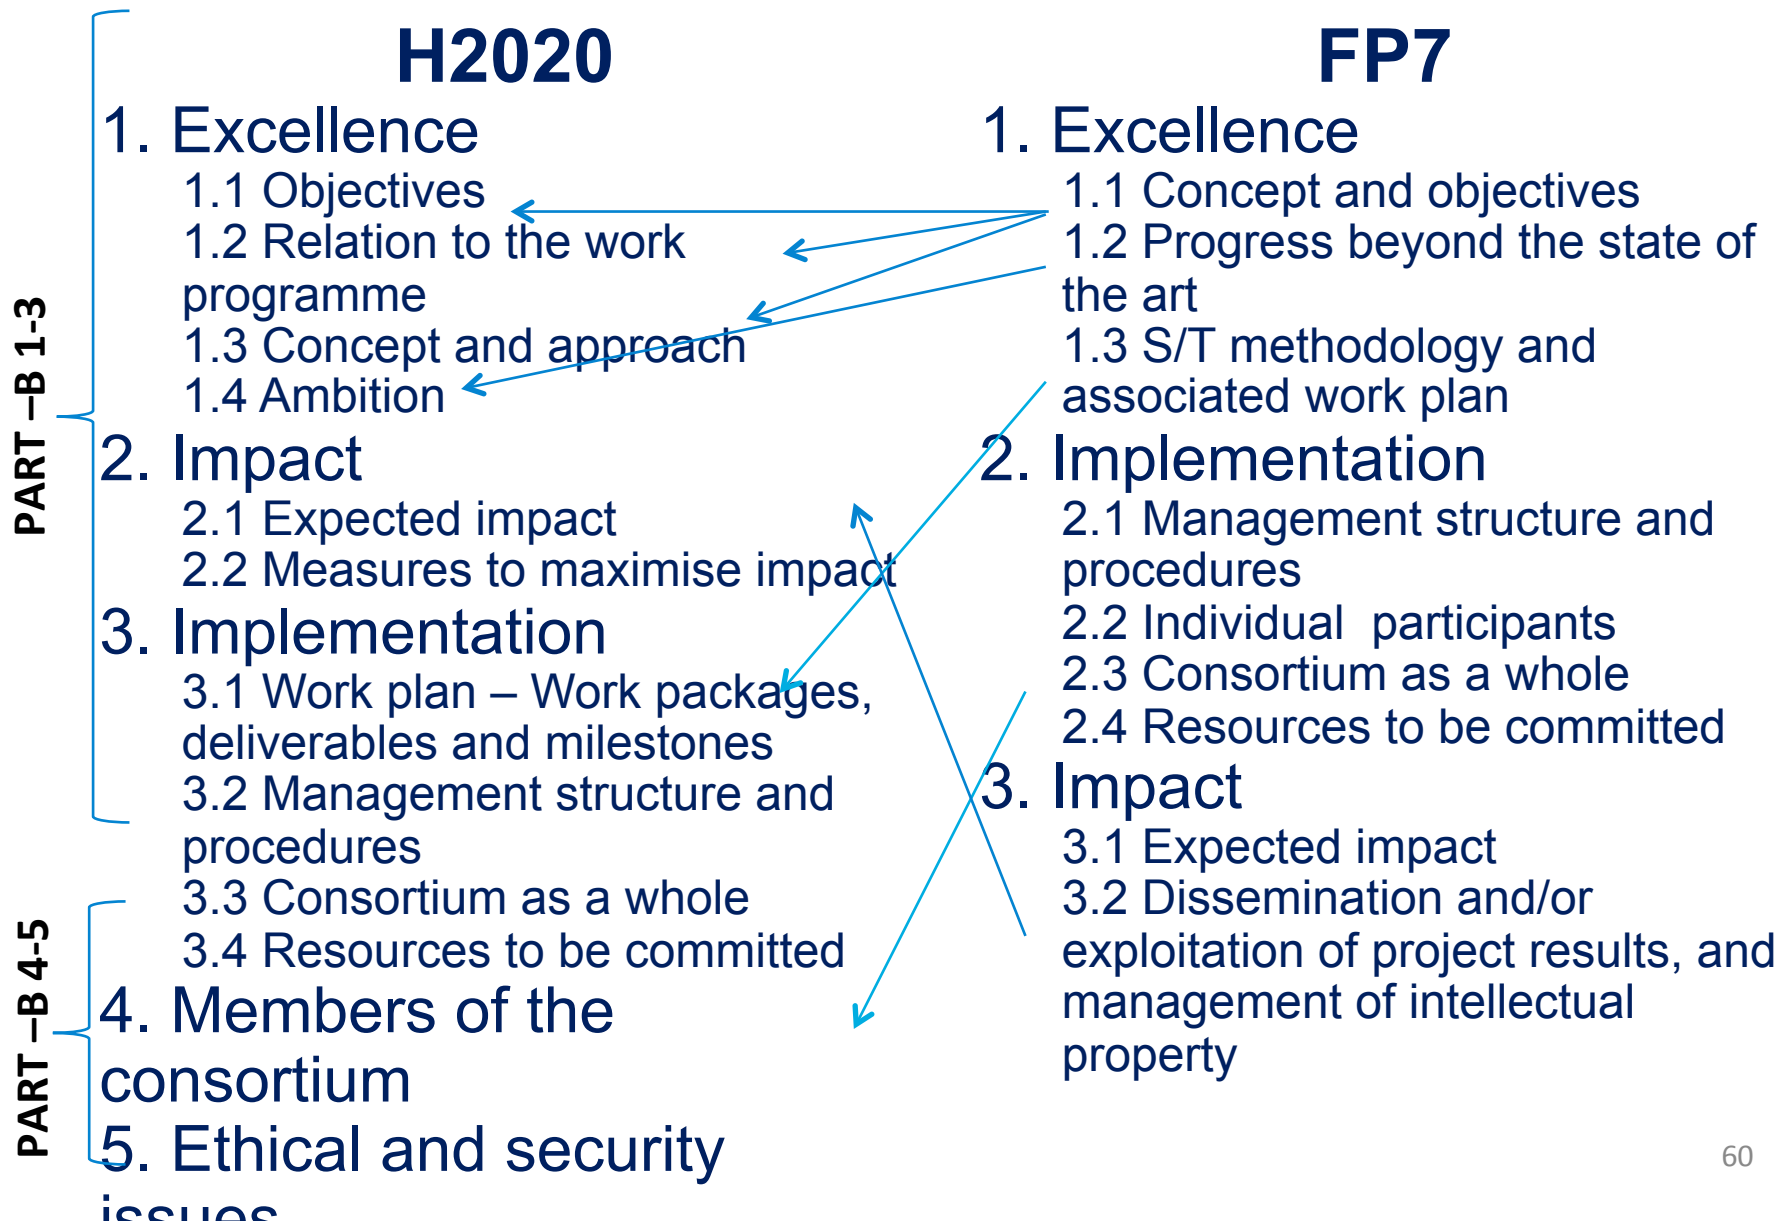 PART –B 1-3
PART –B 4-5
H2020
1. Excellence
1.1 Objectives
1.2 Relation to the work
programme
1.3 Concept and approach
1.4 Ambition
2. Impact
2.1 Expected impact
2.2 Measures to maximise impact
3. Implementation
3.1 Work plan – Work packages,
deliverables and milestones
3.2 Management structure and
procedures
3.3 Consortium as a whole
3.4 Resources to be committed
4. Members of the
consortium
5. Ethical and security
issues
FP7
1. Excellence
1.1 Concept and objectives
1.2 Progress beyond the state of
the art
1.3 S/T methodology and
associated work plan
2. Implementation
2.1 Management structure and
procedures
2.2 Individual  participants
2.3 Consortium as a whole
2.4 Resources to be committed
3. Impact
3.1 Expected impact
3.2 Dissemination and/or
exploitation of project results, and
management of intellectual
property
60